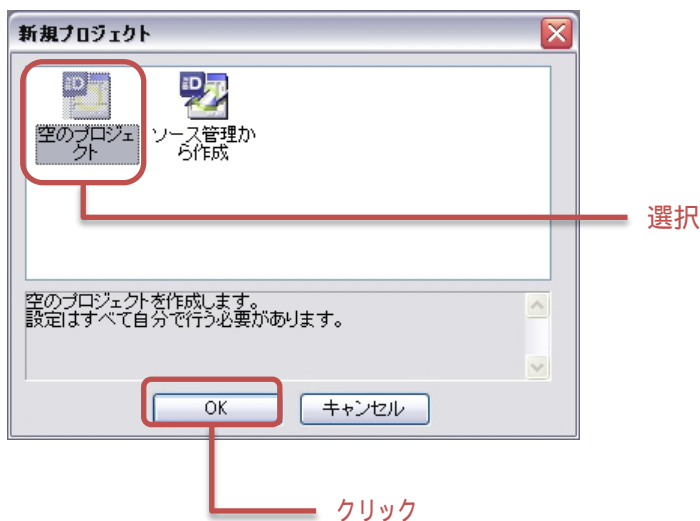 新規プロジェクト
iD
iD
空のプロジェ
クト
ソース管理か
ら作成
選択
空のプロジェクトを作成します。
設定はすべて自分で行う必要があります。
OK
キャンセル
クリック